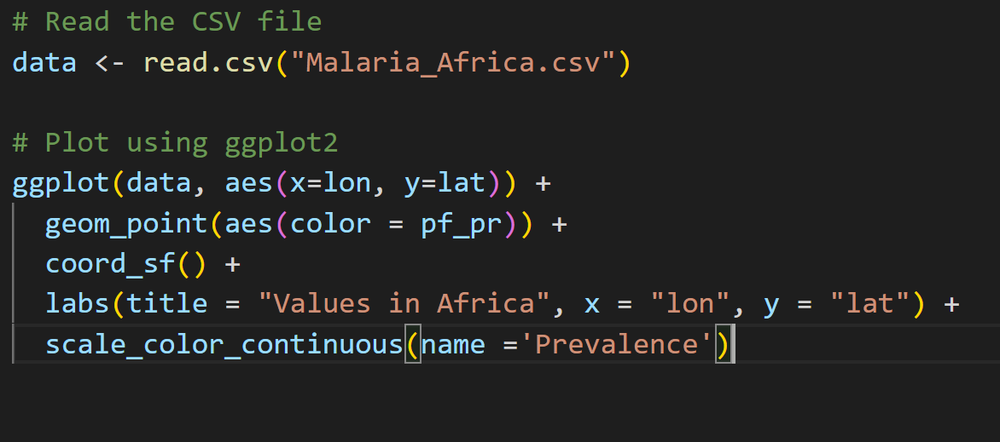 # Read the CSV file
data <- read.csv("Malaria_Africa.csv")
# Plot using ggplot2
ggplot(data, aes(x=lon, y=lat)) +
  geom_point(aes(color = pf_pr)) +
  coord_sf() +
  labs(title = "Values in Africa", x = "lon", y = "lat") +
  scale_color_continuous(name ='Prevalence')